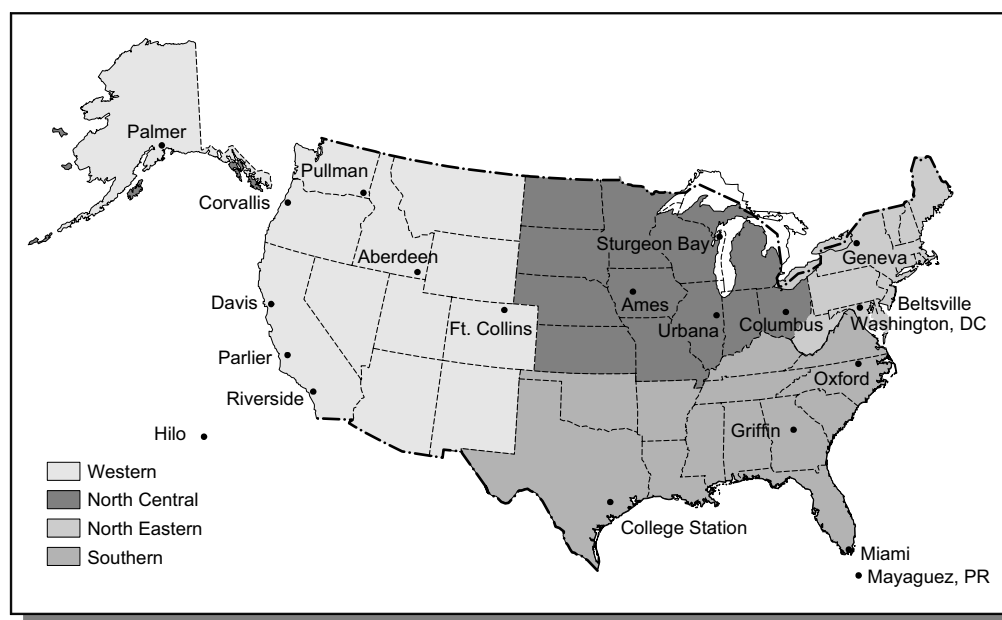 Palmer
Pullman
Corvallis
Sturgeon Bay
Geneva
Aberdeen
Ames
Davis
Ft. Collins
Urbana
Columbus
Beltsville
Washington, DC
Parlier
Oxford
Riverside
Griffin
Hilo
Western
North Central
North Eastern
Southern
College Station
Miami
Mayaguez, PR